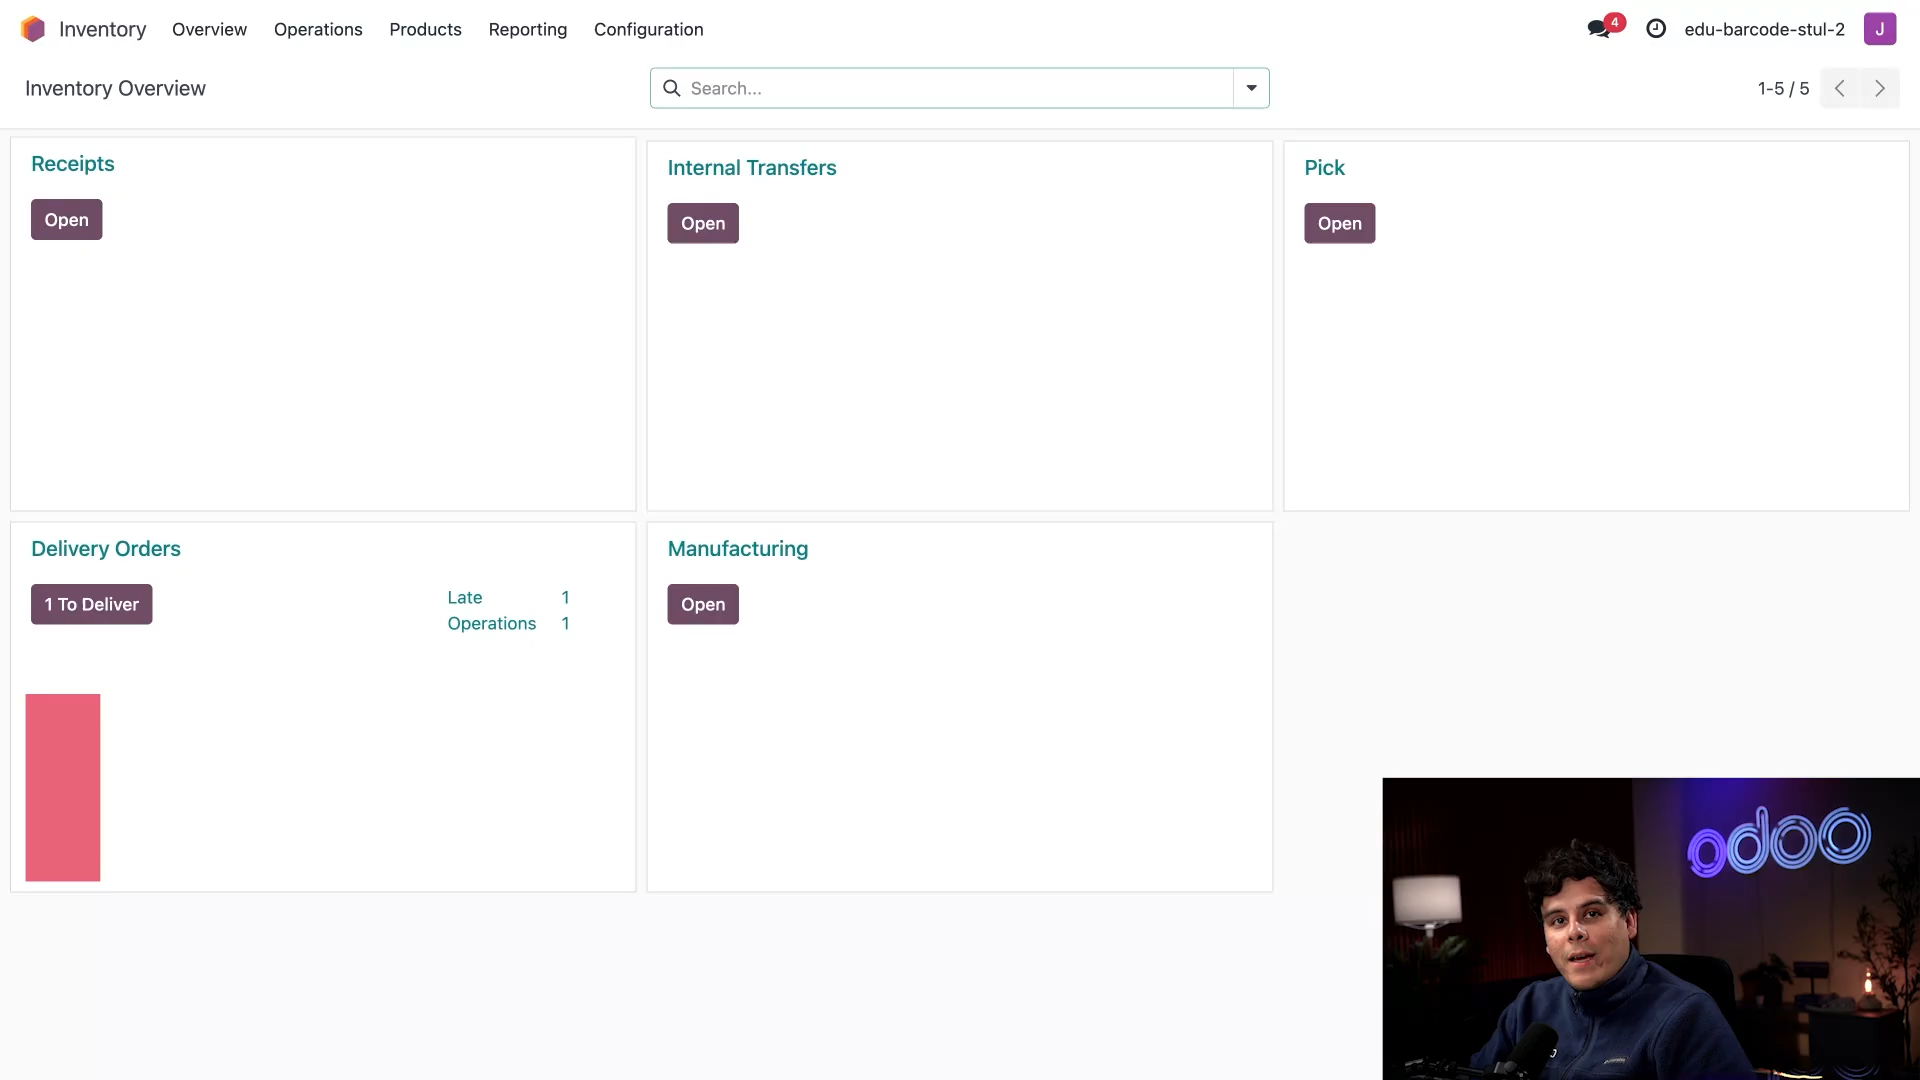 Inventory Overview Operations Products Reporting Configuration 4 edu-barcode-stul-2 J
Inventory Overview Search... 1-5 / 5
Receipts
Open
Internal Transfers
Open
Pick
Open
Delivery Orders
1 To Deliver
Late 1
Operations 1
Manufacturing
Open
odoo